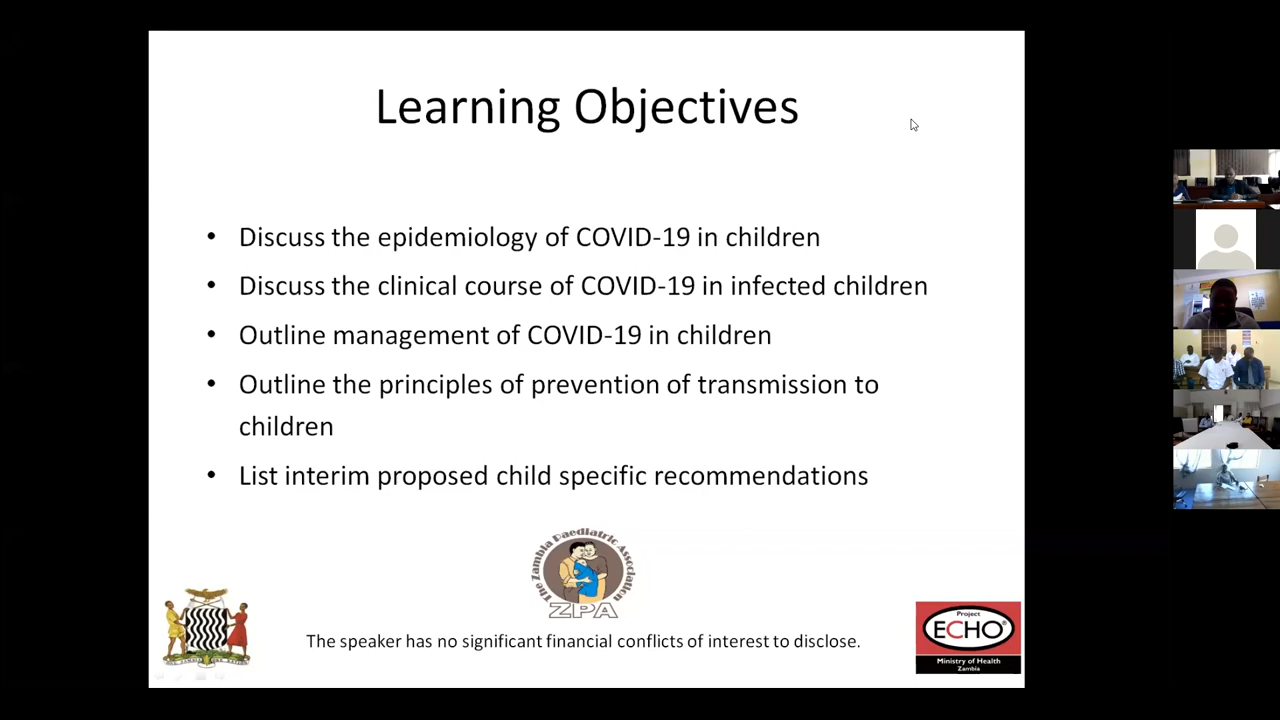 Learning Objectives
• Discuss the epidemiology of COVID-19 in children
• Discuss the clinical course of COVID-19 in infected children
• Outline management of COVID-19 in children
• Outline the principles of prevention of transmission to
children
• List interim proposed child specific recommendations
The Zambia Paediatric Association
ZPA
The speaker has no significant financial conflicts of interest to disclose.
Project
ECHO®
Ministry of Health
Zambia